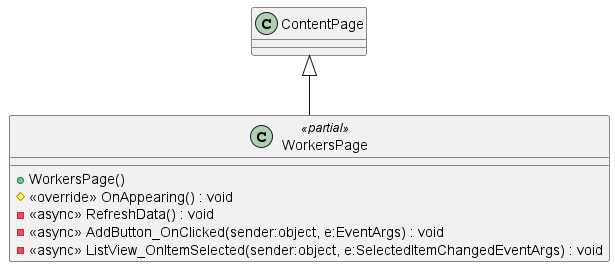 C ContentPage
«partial»
C WorkersPage
WorkersPage()
«override» OnAppearing() : void
«async» RefreshData() : void
«async» AddButton_OnClicked(sender:object, e:EventArgs) : void
«async» ListView_OnItemSelected(sender:object, e:SelectedItemChangedEventArgs) : void